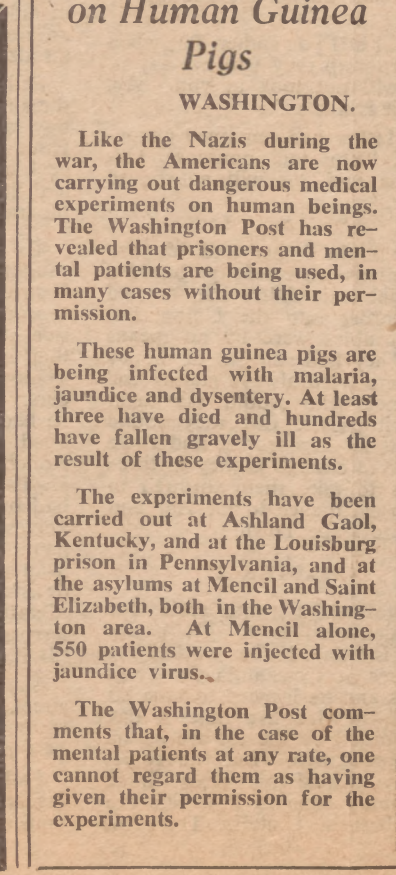 on Human Guinea
Pigs
WASHINGTON.
Like the Nazis during the
war, the Americans are now
carrying out dangerous medical
experiments on human beings.
The Washington Post has re-
vealed that prisoners and men-
tal patients are being used, in
many cases without their per-
mission.
These human guinea pigs are
being infected with malaria,
jaundice and dysentery. At least
three have died and hundreds
have fallen gravely ill as the
result of these experiments.
The experiments have been
carried out at Ashland Gaol,
Kentucky, and at the Louisburg
prison in Pennsylvania, and at
the asylums at Mencil and Saint
Elizabeth, both in the Washing-
ton area. At Mencil alone,
550 patients were injected with
jaundice virus.
The Washington Post com-
ments that, in the case of the
mental patients at any rate, one
cannot regard them as having
given their permission for the
experiments.